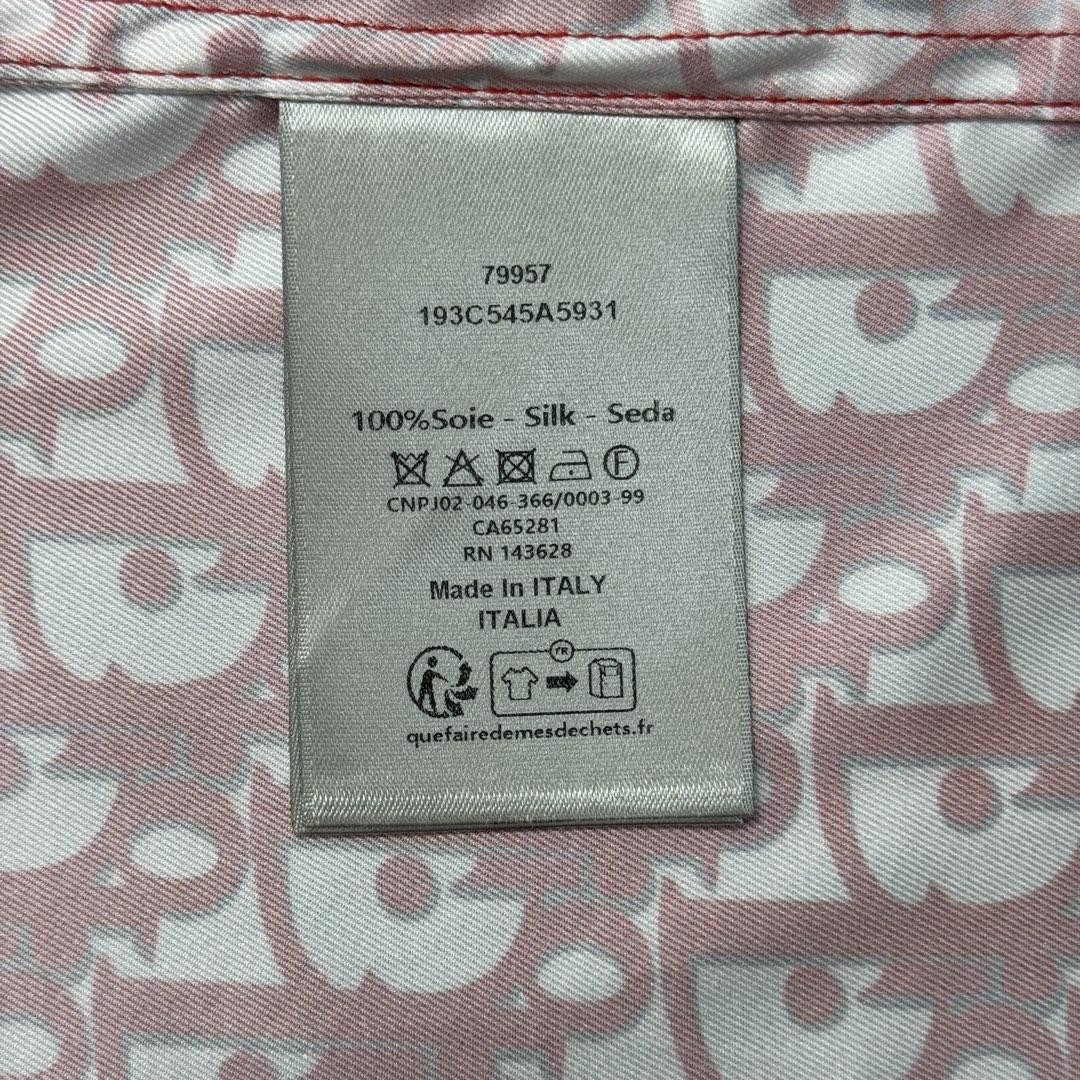 79957
193C545A5931
100%Soie - Silk - Seda
F
CNPJ02-046-366/0003-99
CA65281
RN 143628
Made In ITALY
ITALIA
FR
quefairedemesdechets.fr